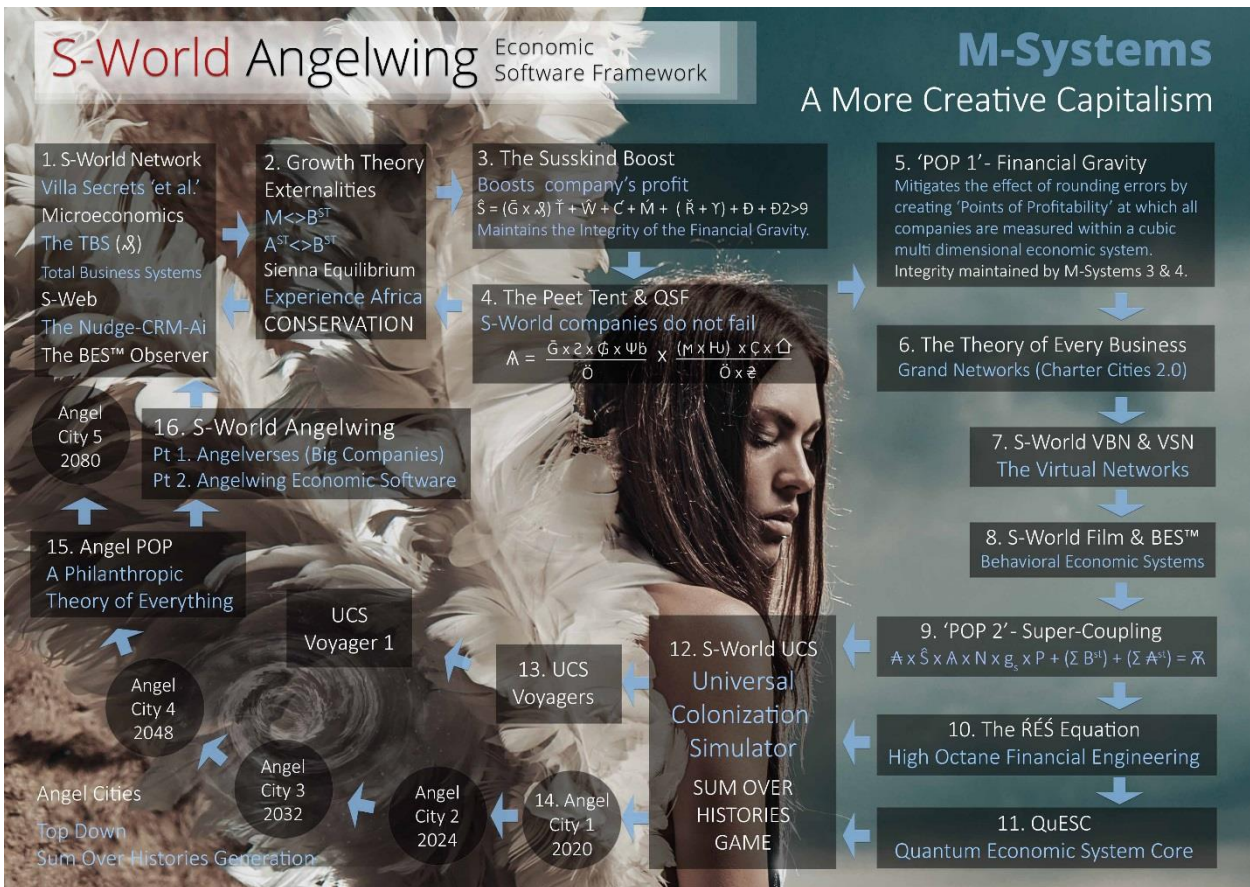 S-World Angelwing Economic
Software Framework
M-Systems
A More Creative Capitalism
1. S-World Network
Villa Secrets ‘et al.’
Microeconomics
The TBS (𝒮)
Total Business Systems
S-Web
The Nudge-CRM-Ai
The BES™ Observer
2. Growth Theory
Externalities
M<>Bˢᵀ
Aˢᵀ<>Bˢᵀ
Sienna Equilibrium
Experience Africa
CONSERVATION
3. The Susskind Boost
Boosts company’s profit
Maintains the Integrity of the Financial Gravity.
4. The Peet Tent & QSF
S-World companies do not fail
5. ‘POP 1’- Financial Gravity
Mitigates the effect of rounding errors by
creating ‘Points of Profitability’ at which all
companies are measured within a cubic
multi dimensional economic system.
Integrity maintained by M-Systems 3 & 4.
6. The Theory of Every Business
Grand Networks (Charter Cities 2.0)
7. S-World VBN & VSN
The Virtual Networks
8. S-World Film & BES™
Behavioral Economic Systems
9. ‘POP 2’- Super-Coupling
10. The ŔÉŚ Equation
High Octane Financial Engineering
11. QuESC
Quantum Economic System Core
12. S-World UCS
Universal
Colonization
Simulator
SUM OVER
HISTORIES
GAME
13. UCS
Voyagers
UCS
Voyager 1
14. Angel
City 1
2020
Angel
City 2
2024
Angel
City 3
2032
Angel
City 4
2048
Angel
City 5
2080
15. Angel POP
A Philanthropic
Theory of Everything
16. S-World Angelwing
Pt 1. Angelverses (Big Companies)
Pt 2. Angelwing Economic Software
Angel Cities
Top Down
Sum Over Histories Generation